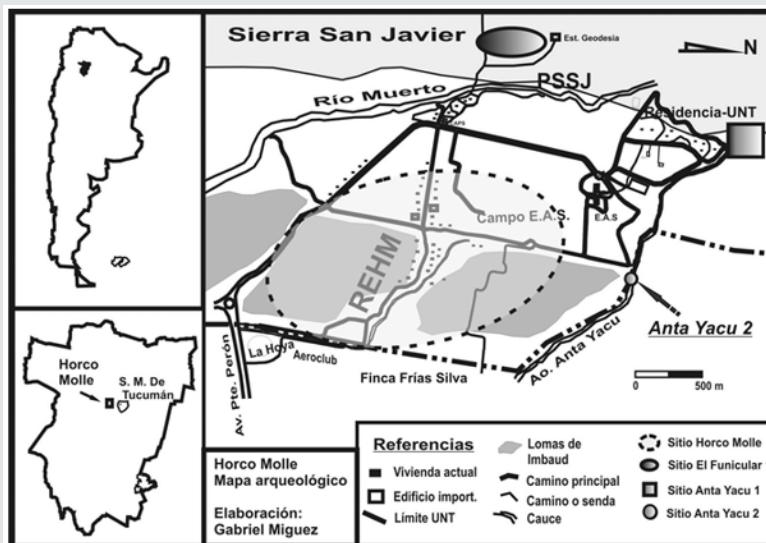 Sierra San Javier
Est. Geodesia
N
PSSJ
Río Muerto
Residencia-UNT
CAPS
Campo E.A.S.
E.A.S
REHM
Anta Yacu 2
La Hoya
Aeroclub
Ao. Anta Yacu
Av. Pte. Perón
Finca Frías Silva
0 500 m
Horco
Molle
S. M. De
Tucumán
Horco Molle
Mapa arqueológico
Elaboración:
Gabriel Miguez
Referencias
Vivienda actual
Edificio import.
Límite UNT
Lomas de
Imbaud
Camino principal
Camino o senda
Cauce
Sitio Horco Molle
Sitio El Funicular
Sitio Anta Yacu 1
Sitio Anta Yacu 2